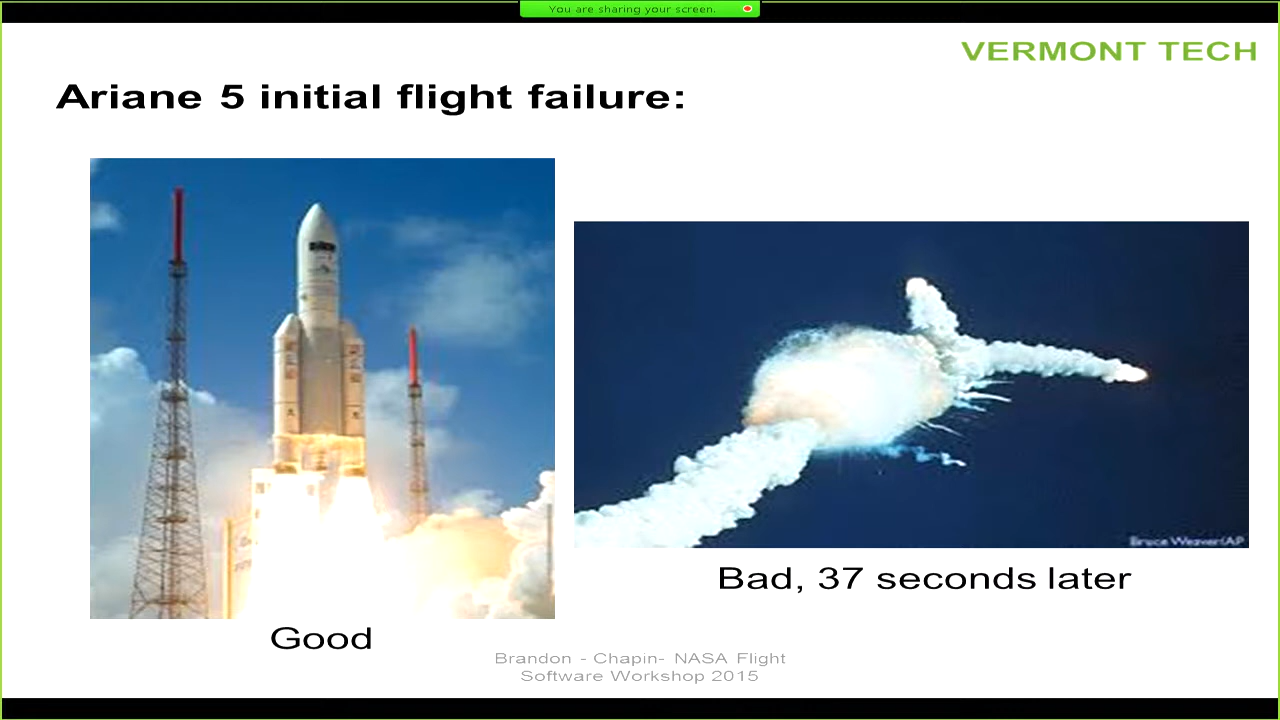 You are sharing your screen.
VERMONT TECH
Ariane 5 initial flight failure:
Bruce Weaver/AP
Bad, 37 seconds later
Good
Brandon - Chapin- NASA Flight
Software Workshop 2015